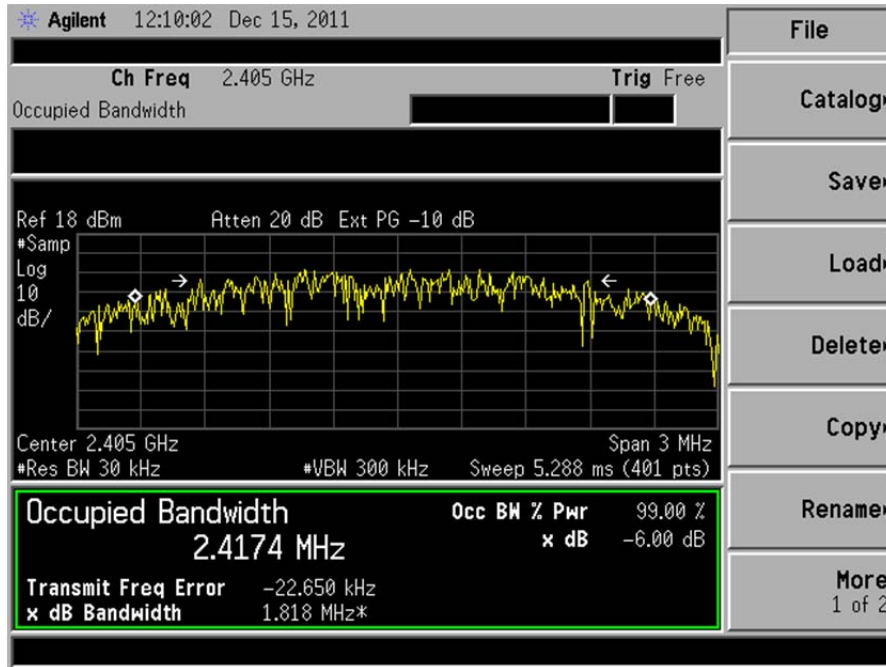 Agilent 12:10:02 Dec 15, 2011
File
Ch Freq 2.405 GHz Trig Free
Occupied Bandwidth
Catalog
Save
Ref 18 dBm Atten 20 dB Ext PG -10 dB
#Samp
Log
10
dB/
Load
Delete
Copy
Center 2.405 GHz Span 3 MHz
#Res BW 30 kHz #VBW 300 kHz Sweep 5.288 ms (401 pts)
Occupied Bandwidth Occ BW % Pwr 99.00 %
2.4174 MHz x dB -6.00 dB
Rename
Transmit Freq Error -22.650 kHz
x dB Bandwidth 1.818 MHz*
More
1 of 2